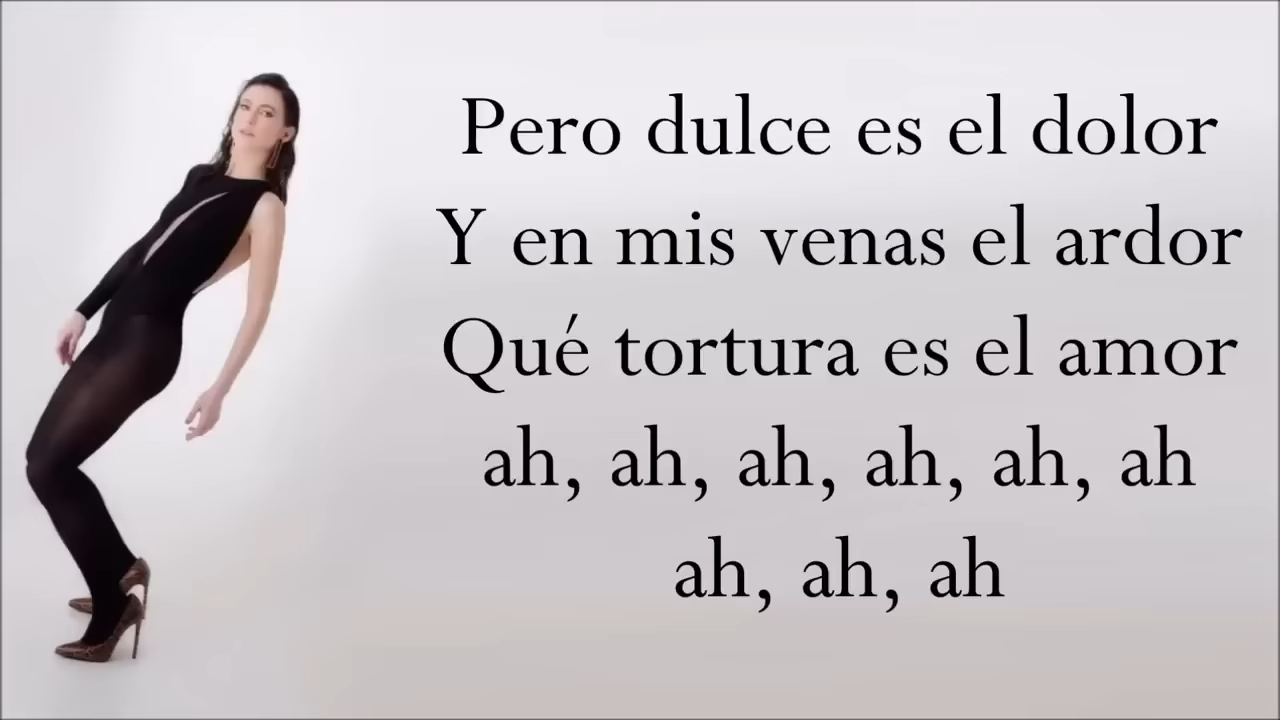 Pero dulce es el dolor
Y en mis venas el ardor
Qué tortura es el amor
ah, ah, ah, ah, ah, ah
ah, ah, ah